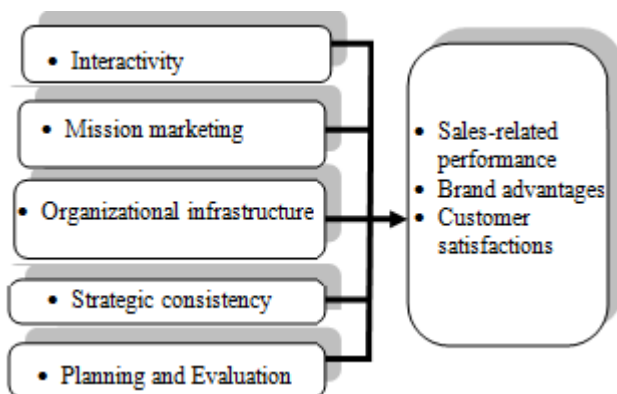 • Interactivity
• Mission marketing
• Organizational infrastructure
• Strategic consistency
• Planning and Evaluation
• Sales-related
performance
• Brand advantages
• Customer
satisfactions